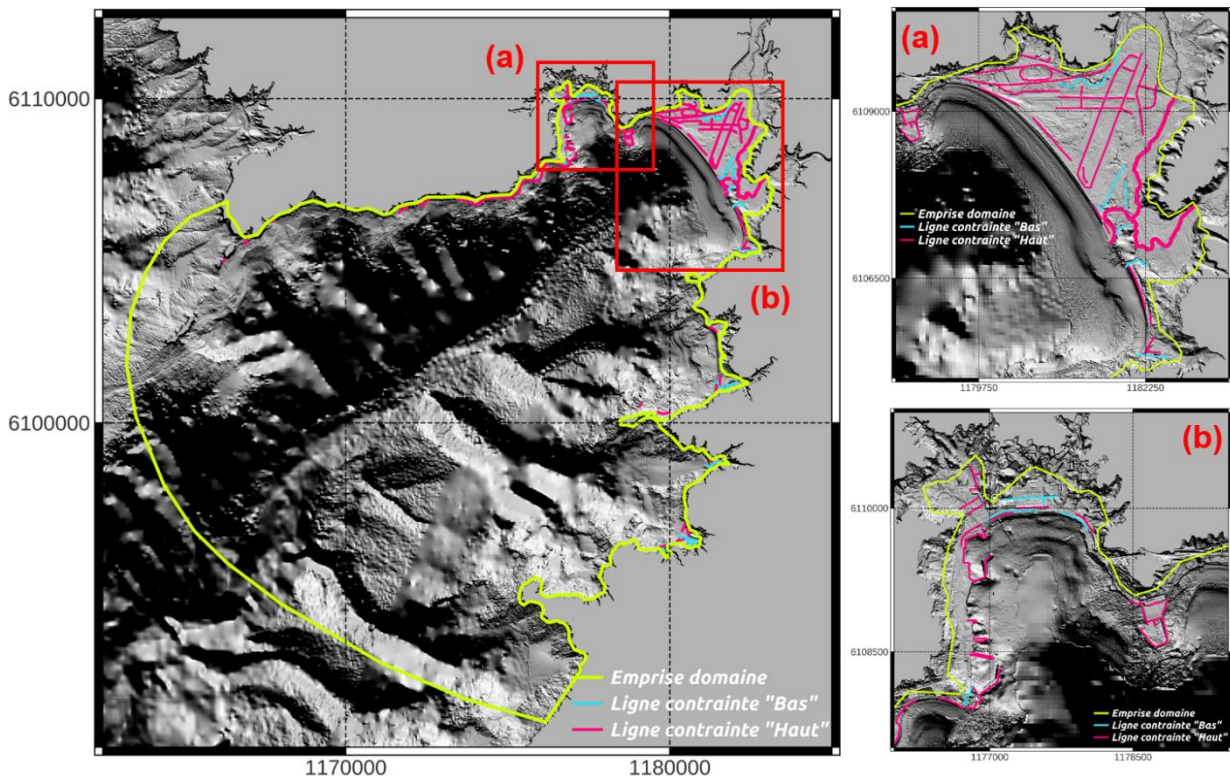 (a)
6110000
(b)
6100000
Emprise domaine
Ligne contrainte "Bas"
Ligne contrainte "Haut"
1170000
1180000
(a)
6109000
Emprise domaine
Ligne contrainte "Bas"
Ligne contrainte "Haut"
6106500
1179750
1182250
(b)
6110000
6108500
Emprise domaine
Ligne contrainte "Bas"
Ligne contrainte "Haut"
1177000
1178500